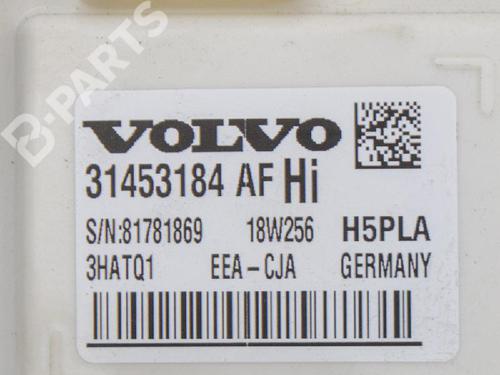 B-PARTS
VOLVO
31453184 AF Hi
S/N:81781869 18W256 H5PLA
3HATQ1 EEA-CJA GERMANY